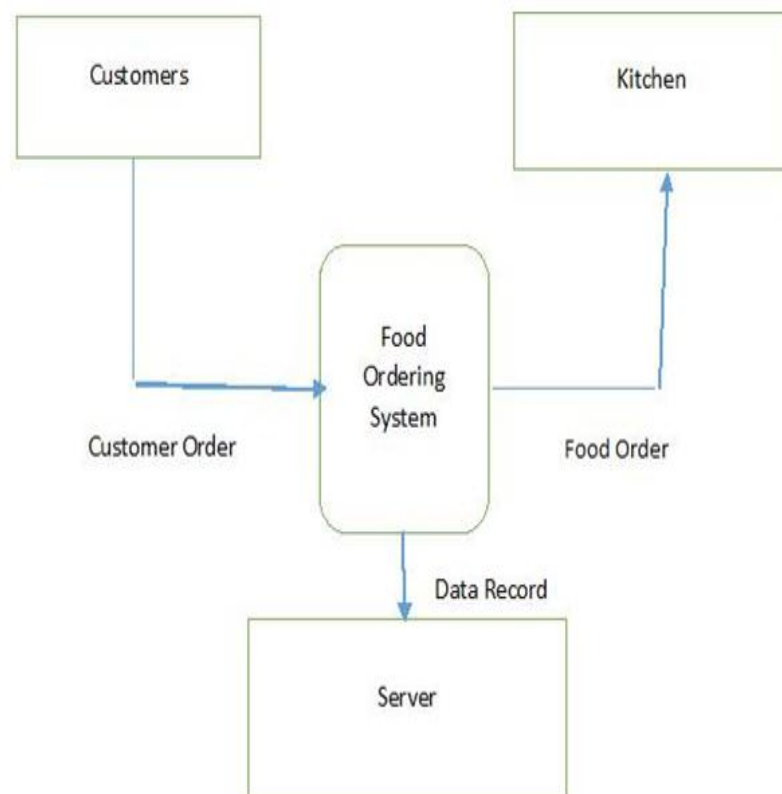 Customers
Kitchen
Food
Ordering
System
Customer Order
Food Order
Data Record
Server